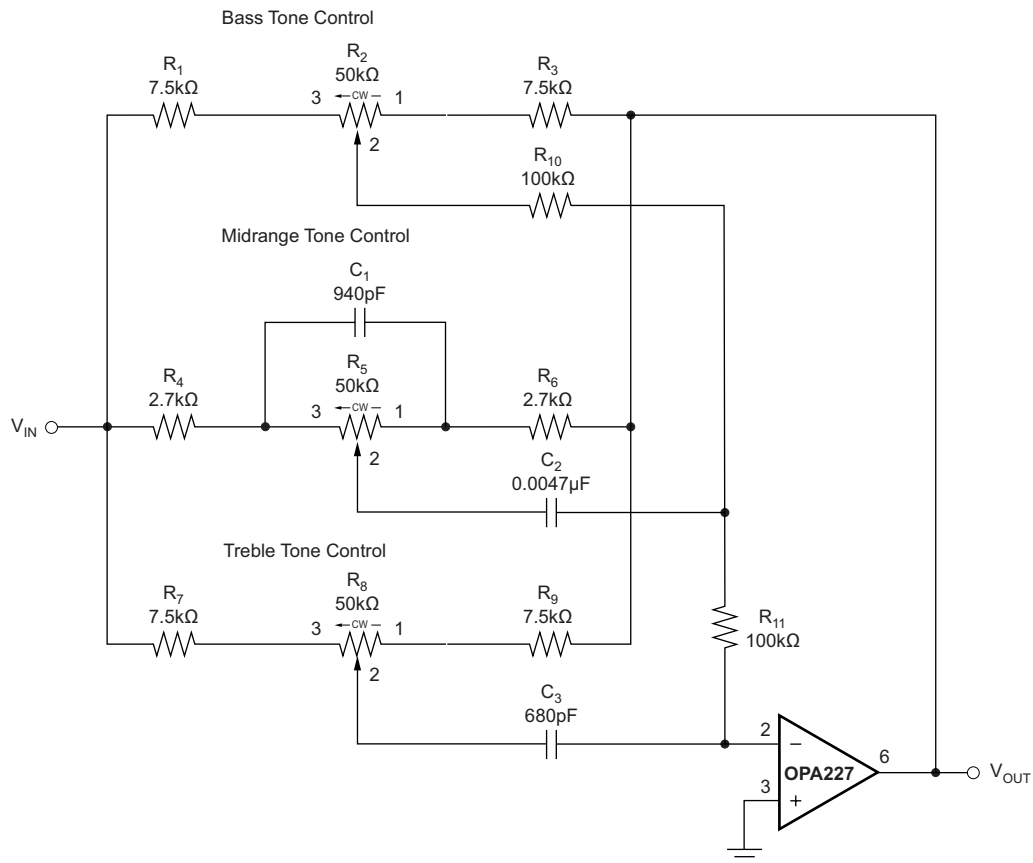 Bass Tone Control
R1
7.5kΩ
R2
50kΩ
R3
7.5kΩ
3
CW
1
2
R10
100kΩ
Midrange Tone Control
C1
940pF
R4
2.7kΩ
R5
50kΩ
R6
2.7kΩ
3
CW
1
VIN
2
C2
0.0047µF
Treble Tone Control
R7
7.5kΩ
R8
50kΩ
R9
7.5kΩ
3
CW
1
R11
100kΩ
2
C3
680pF
2
−
6
OPA227
VOUT
3
+